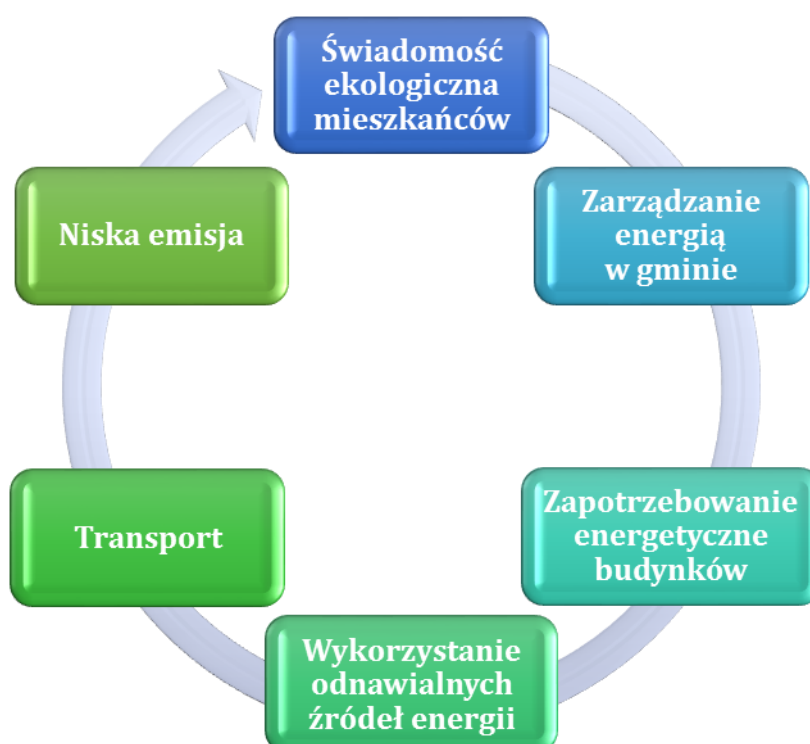 Świadomość
ekologiczna
mieszkańców
Zarządzanie
energią
w gminie
Zapotrzebowanie
energetyczne
budynków
Wykorzystanie
odnawialnych
źródeł energii
Transport
Niska emisja